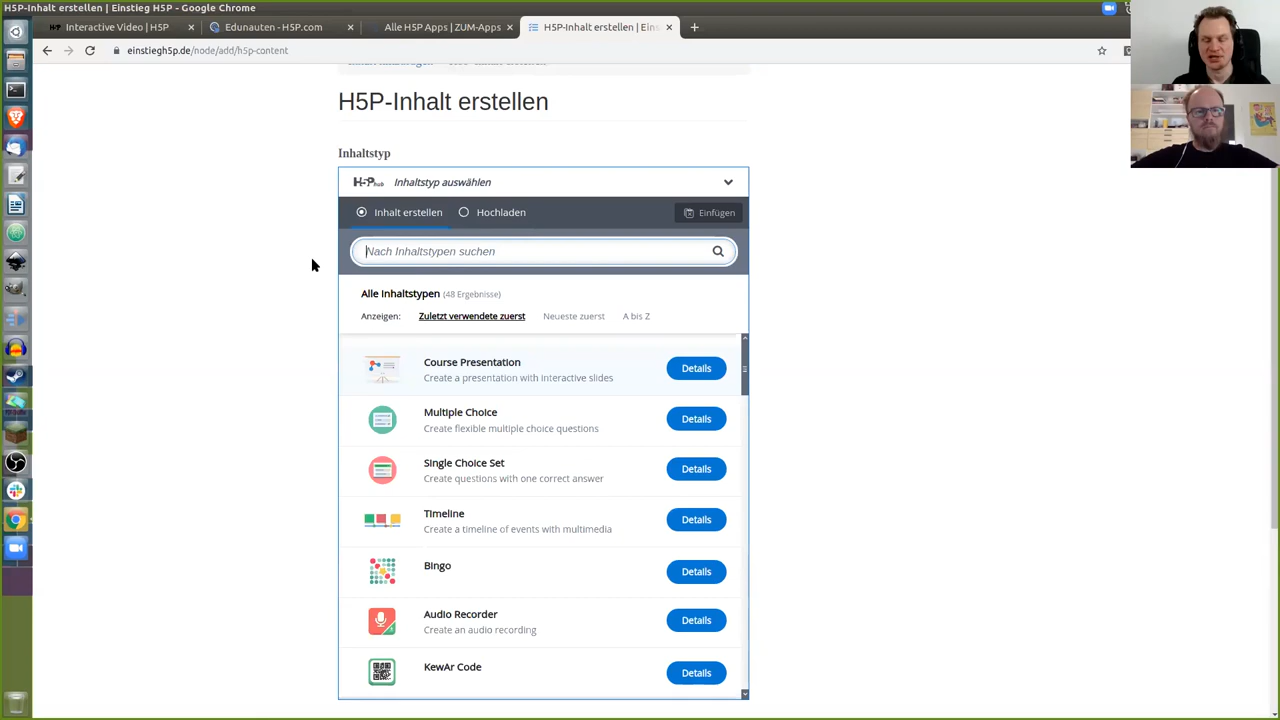 H5P-Inhalt erstellen | Einstieg H5P - Google Chrome
Interactive Video | H5P
Edunauten - H5P.com
Alle H5P Apps | ZUM-Apps
H5P-Inhalt erstellen | Eins
einstiegh5p.de/node/add/h5p-content
H5P-Inhalt erstellen
Inhaltstyp
H5P hub Inhaltstyp auswählen
Inhalt erstellen
Hochladen
Einfügen
Nach Inhaltstypen suchen
Alle Inhaltstypen (48 Ergebnisse)
Anzeigen: Zuletzt verwendete zuerst Neueste zuerst A bis Z
Course Presentation
Create a presentation with interactive slides
Details
Multiple Choice
Create flexible multiple choice questions
Details
Single Choice Set
Create questions with one correct answer
Details
Timeline
Create a timeline of events with multimedia
Details
Bingo
Details
Audio Recorder
Create an audio recording
Details
KewAr Code
Details